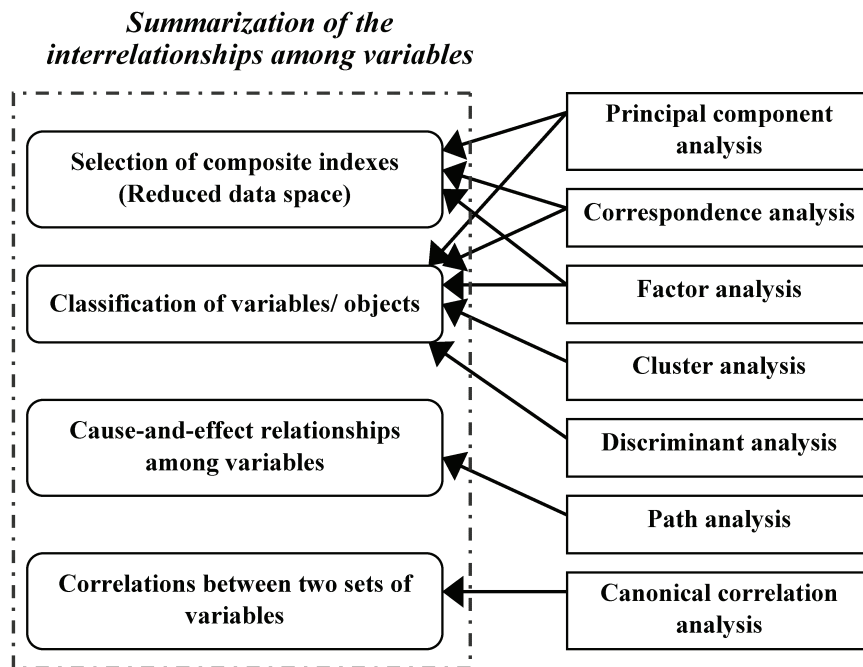 Summarization of the
interrelationships among variables
Selection of composite indexes
(Reduced data space)
Classification of variables/ objects
Cause-and-effect relationships
among variables
Correlations between two sets of
variables
Principal component
analysis
Correspondence analysis
Factor analysis
Cluster analysis
Discriminant analysis
Path analysis
Canonical correlation
analysis